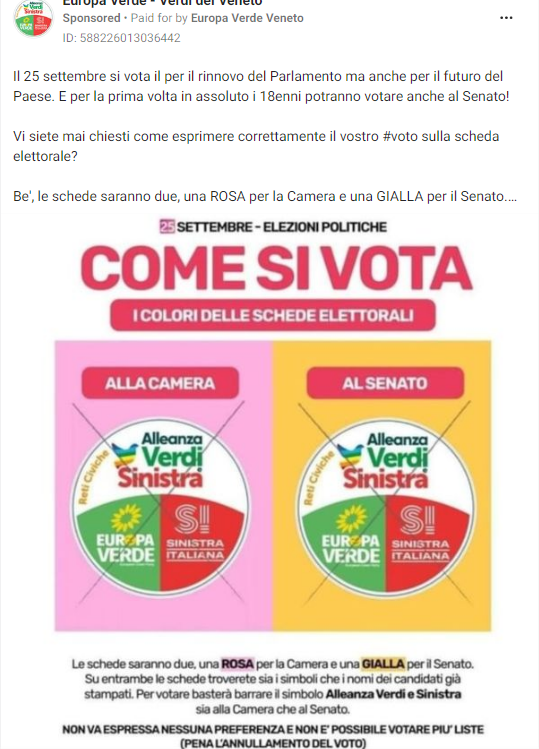 Europa Verde - Verdi del Veneto
Sponsored • Paid for by Europa Verde Veneto
ID: 588226013036442
Il 25 settembre si vota il per il rinnovo del Parlamento ma anche per il futuro del
Paese. E per la prima volta in assoluto i 18enni potranno votare anche al Senato!
Vi siete mai chiesti come esprimere correttamente il vostro #voto sulla scheda
elettorale?
Be', le schede saranno due, una ROSA per la Camera e una GIALLA per il Senato....
25 SETTEMBRE - ELEZIONI POLITICHE
COME SI VOTA
I COLORI DELLE SCHEDE ELETTORALI
ALLA CAMERA
Reti Civiche
Alleanza
Verdi
Sinistra
EUROPA
VERDE
SI
SINISTRA
ITALIANA
AL SENATO
Reti Civiche
Alleanza
Verdi
Sinistra
EUROPA
VERDE
SI
SINISTRA
ITALIANA
Le schede saranno due, una ROSA per la Camera e una GIALLA per il Senato.
Su entrambe le schede troverete sia i simboli che i nomi dei candidati già
stampati. Per votare basterà barrare il simbolo Alleanza Verdi e Sinistra
sia alla Camera che al Senato.
NON VA ESPRESSA NESSUNA PREFERENZA E NON E' POSSIBILE VOTARE PIU' LISTE
(PENA L'ANNULLAMENTO DEL VOTO)